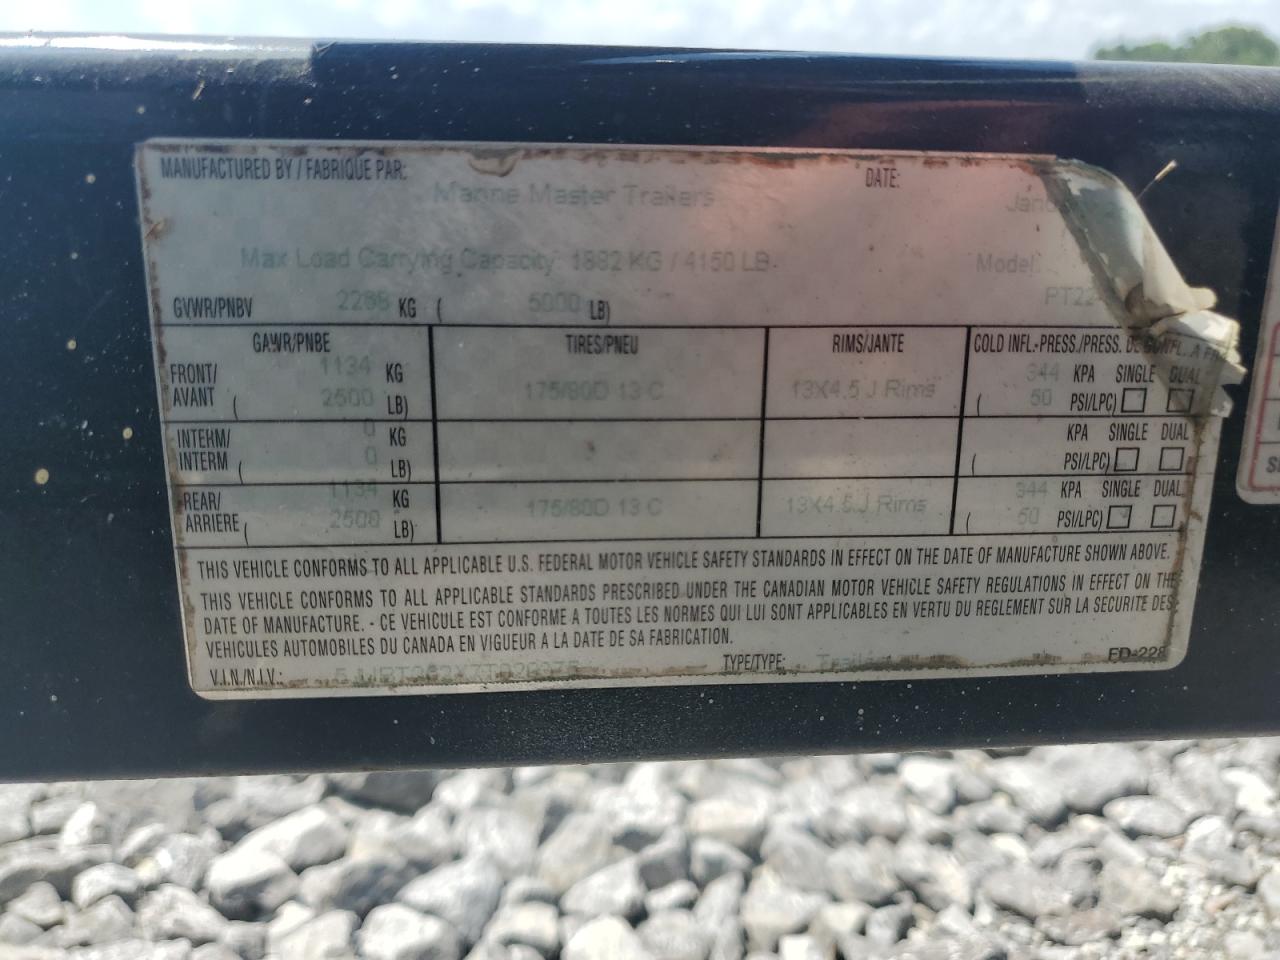 MANUFACTURED BY / FABRIQUE PAR: DATE:
Marine Master Trailers
Max Load Carrying Capacity 1882 KG / 4150 LB Model:
GVWR/PNBV 2268 KG ( 5000 LB)
GAWR/PNBE TIRES/PNEU RIMS/JANTE COLD INFL.-PRESS./PRESS. DE
FRONT/ 1134 KG 344 KPA SINGLE DUAL
AVANT ( 2500 LB) 175/80D 13 C 13X4.5 J Rims ( 50 PSI/LPC)
INTERM/ 0 KG KPA SINGLE DUAL
INTERM ( 0 LB) ( PSI/LPC)
REAR/ 1134 KG 344 KPA SINGLE DUAL
ARRIERE ( 2500 LB) 175/80D 13 C 13X4.5 J Rims ( 50 PSI/LPC)
THIS VEHICLE CONFORMS TO ALL APPLICABLE U.S. FEDERAL MOTOR VEHICLE SAFETY STANDARDS IN EFFECT ON THE DATE OF MANUFACTURE SHOWN ABOVE.
THIS VEHICLE CONFORMS TO ALL APPLICABLE STANDARDS PRESCRIBED UNDER THE CANADIAN MOTOR VEHICLE SAFETY REGULATIONS IN EFFECT ON THE
DATE OF MANUFACTURE. - CE VEHICULE EST CONFORME A TOUTES LES NORMES QUI LUI SONT APPLICABLES EN VERTU DU REGLEMENT SUR LA SECURITE DES
VEHICULES AUTOMOBILES DU CANADA EN VIGUEUR A LA DATE DE SA FABRICATION.
V.I.N./N.I.V.: TYPE/TYPE: Trailer FD-228